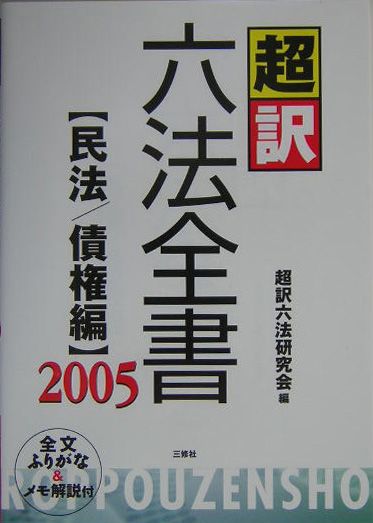 超訳
六法全書
【民法/債権編】
2005
超訳六法研究会 編
三修社
全文
ふりがな
&
メモ解説付
ROPPOUZENSHO